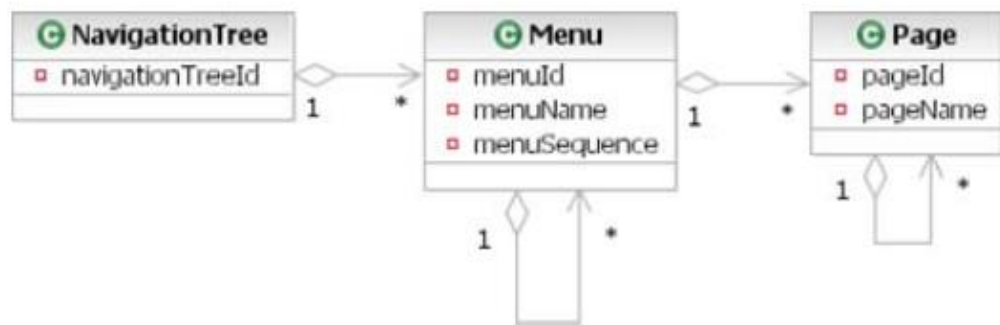 NavigationTree
navigationTreeId
1
*
Menu
menuId
menuName
menuSequence
1
*
1
*
Page
pageId
pageName
1
*